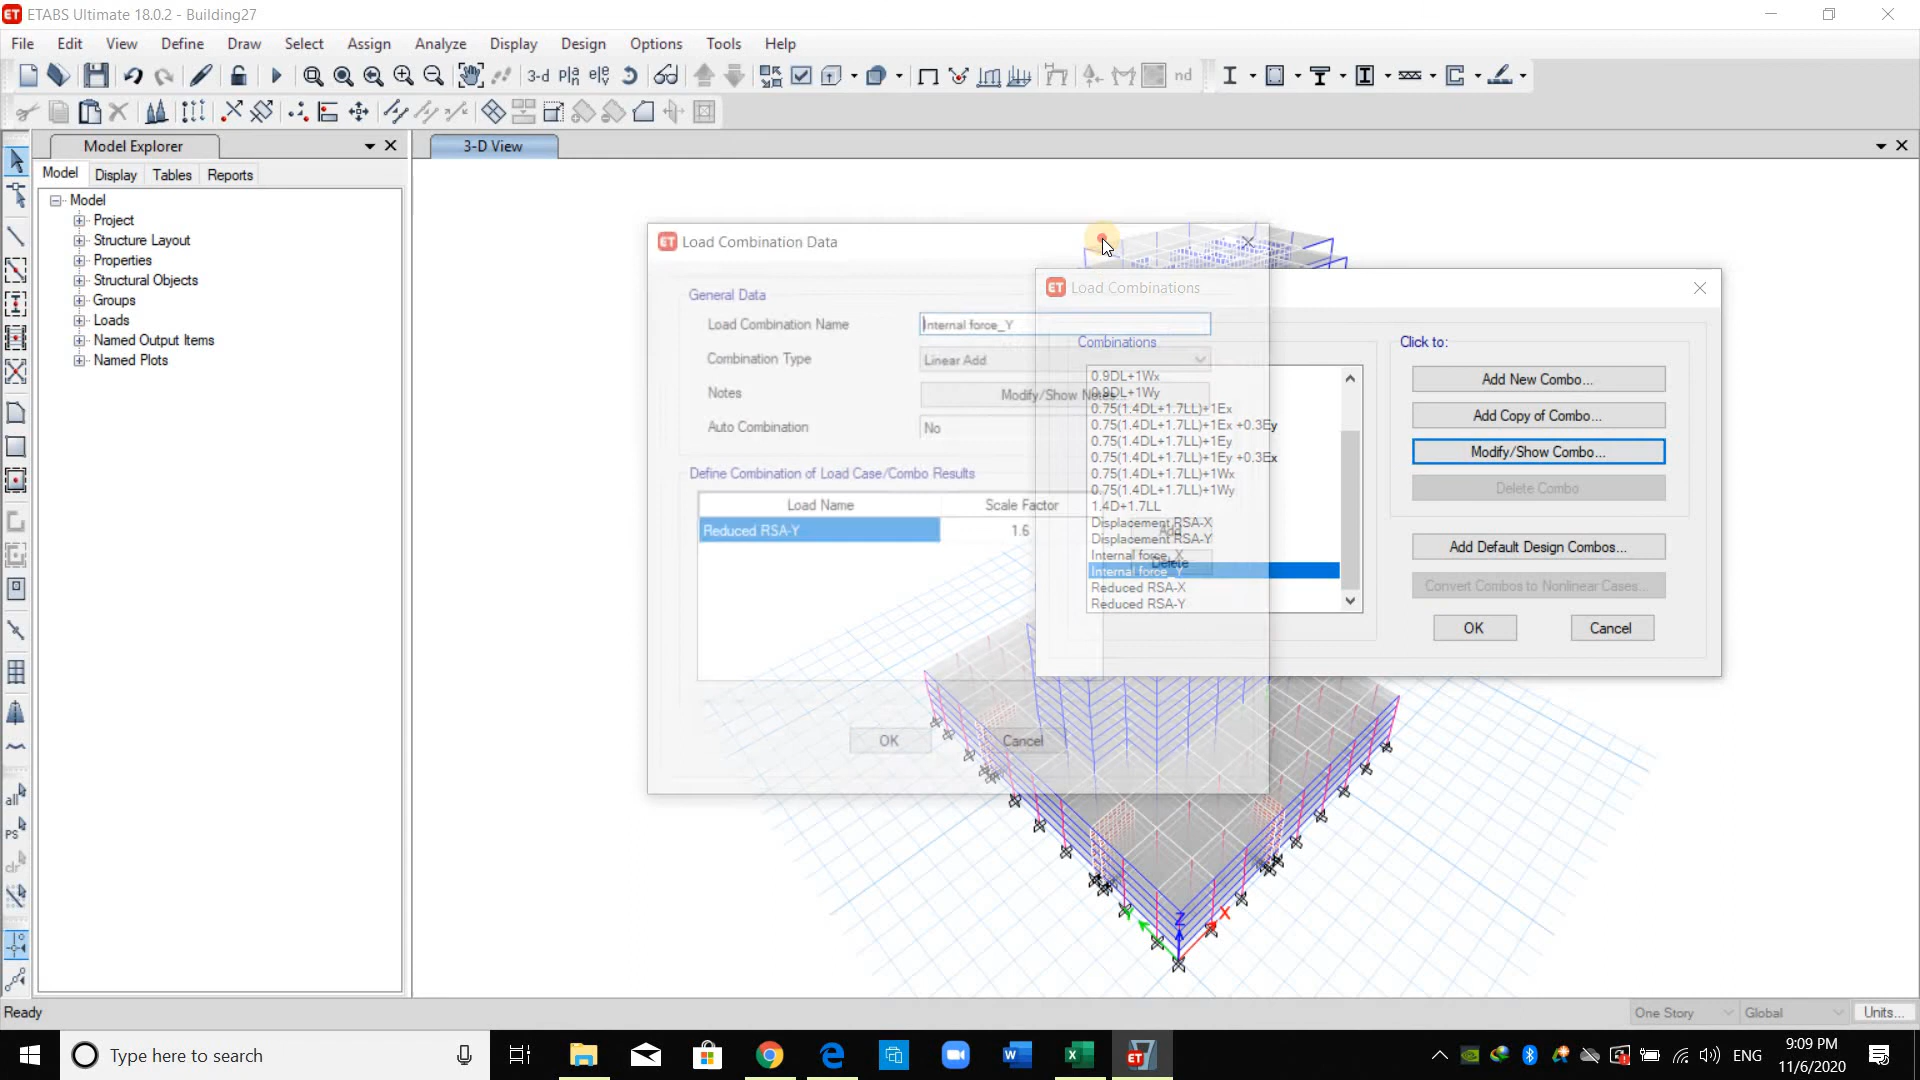 ETABS Ultimate 18.0.2 - Building27
File Edit View Define Draw Select Assign Analyze Display Design Options Tools Help
3-d nd
Model Explorer
3-D View
Model Display Tables Reports
Model
Project
Structure Layout
Properties
Structural Objects
Groups
Loads
Named Output Items
Named Plots
Load Combination Data
General Data
Load Combination Name Internal force_Y
Combination Type Linear Add
Notes Modify/Show Notes...
Auto Combination No
Define Combination of Load Case/Combo Results
Load Name Scale Factor
Reduced RSA-Y 1.6
Add
Delete
OK Cancel
Load Combinations
Combinations
0.9DL+1Wx
0.9DL+1Wy
0.75(1.4DL+1.7LL)+1Ex
0.75(1.4DL+1.7LL)+1Ex +0.3Ey
0.75(1.4DL+1.7LL)+1Ey
0.75(1.4DL+1.7LL)+1Ey +0.3Ex
0.75(1.4DL+1.7LL)+1Wx
0.75(1.4DL+1.7LL)+1Wy
1.4D+1.7LL
Displacement RSA-X
Displacement RSA-Y
Internal force_X
Internal force_Y
Reduced RSA-X
Reduced RSA-Y
Click to:
Add New Combo...
Add Copy of Combo...
Modify/Show Combo...
Delete Combo
Add Default Design Combos...
Convert Combos to Nonlinear Cases...
OK Cancel
Z
Y X
all
PS
clr
Ready
One Story Global Units...
Type here to search
ENG
9:09 PM
11/6/2020